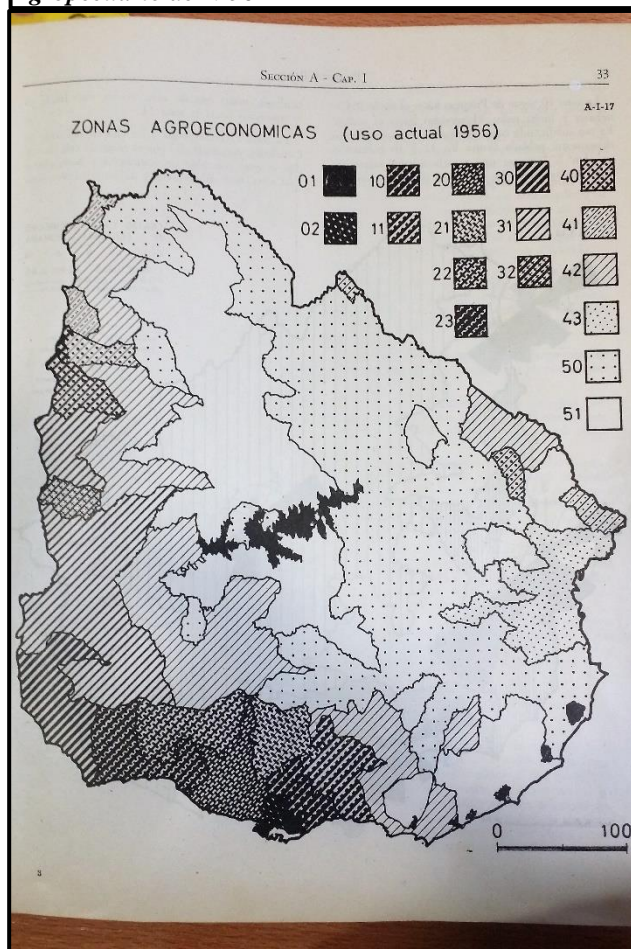 SECCIÓN A - CAP. I 33
A-I-17
ZONAS AGROECONOMICAS (uso actual 1956)
01 10 20 30 40
02 11 21 31 41
22 32 42
23 43
50
51
0 100